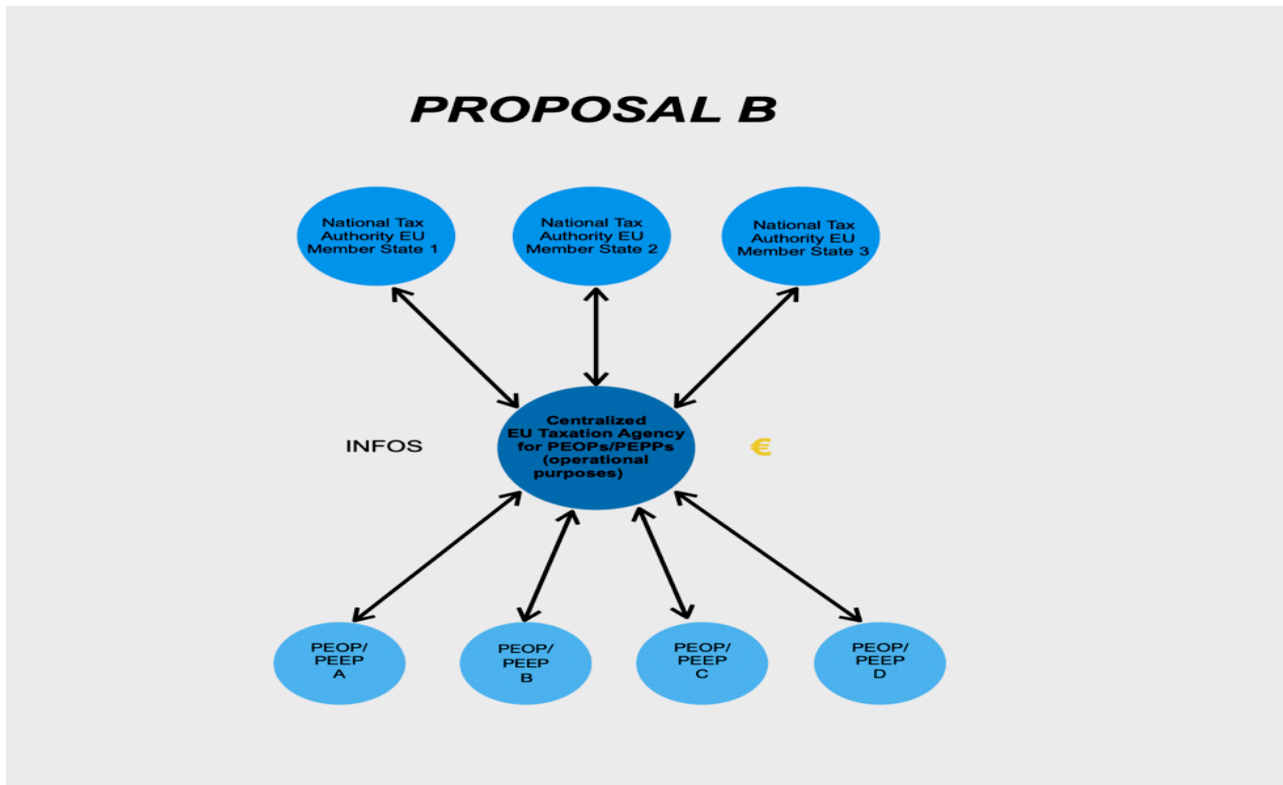 PROPOSAL B
National Tax
Authority EU
Member State 1
National Tax
Authority EU
Member State 2
National Tax
Authority EU
Member State 3
Centralized
EU Taxation Agency
for PEOPs/PEPPs
(operational
purposes)
INFOS
€
PEOP/
PEEP
A
PEOP/
PEEP
B
PEOP/
PEEP
C
PEOP/
PEEP
D